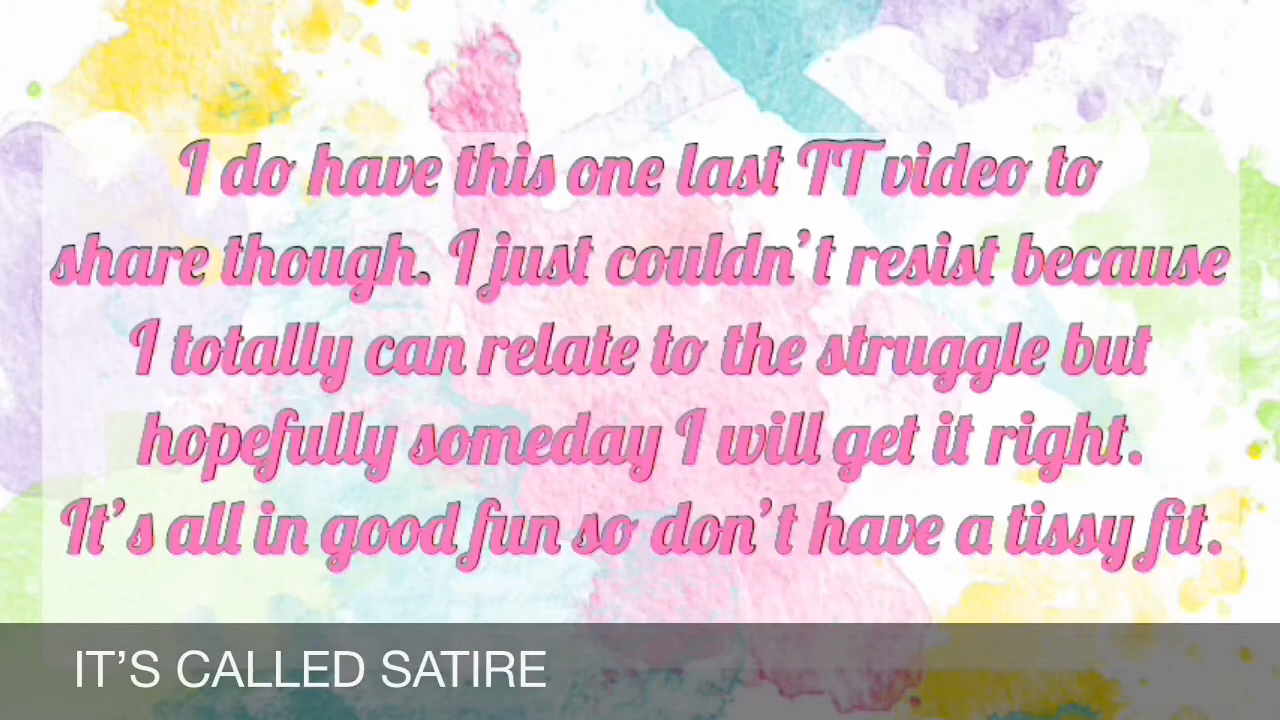 I do have this one last TT video to
share though. I just couldn't resist because
I totally can relate to the struggle but
hopefully someday I will get it right.
It's all in good fun so don't have a tissy fit.
IT'S CALLED SATIRE